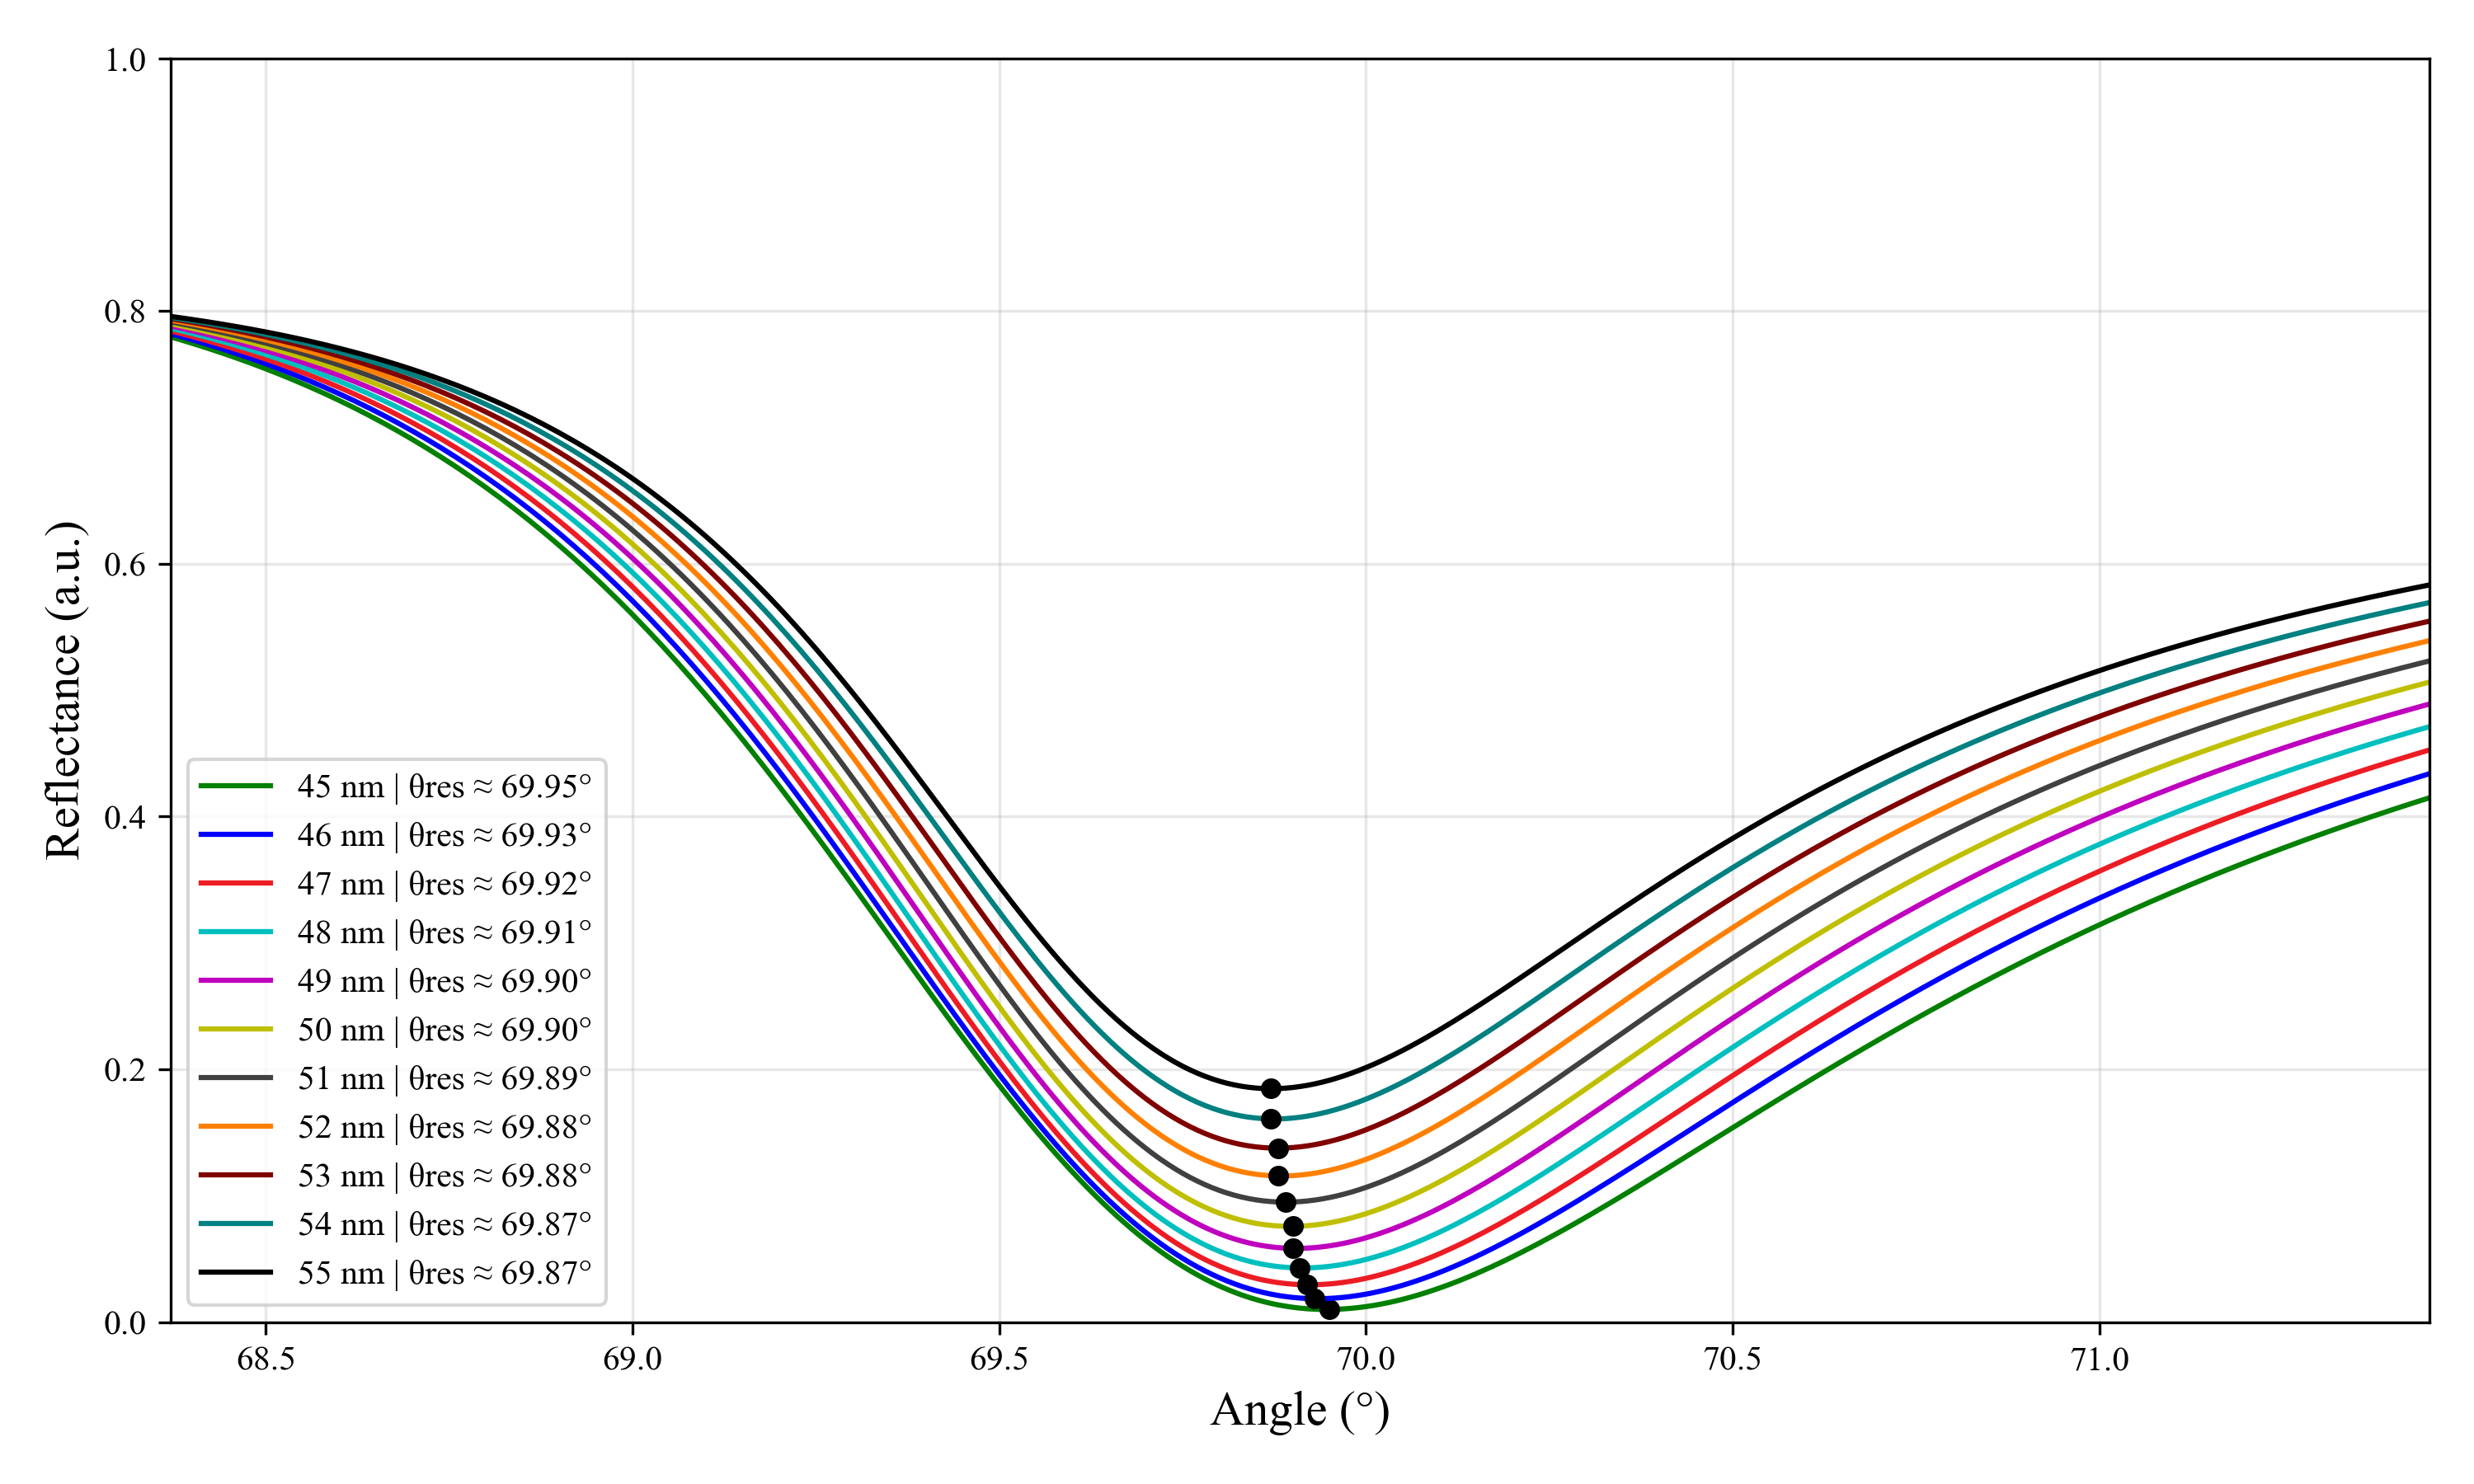 1.0
0.8
0.6
0.4
0.2
0.0
Reflectance (a.u.)
45 nm | θres ≈ 69.95°
46 nm | θres ≈ 69.93°
47 nm | θres ≈ 69.92°
48 nm | θres ≈ 69.91°
49 nm | θres ≈ 69.90°
50 nm | θres ≈ 69.90°
51 nm | θres ≈ 69.89°
52 nm | θres ≈ 69.88°
53 nm | θres ≈ 69.88°
54 nm | θres ≈ 69.87°
55 nm | θres ≈ 69.87°
68.5 69.0 69.5 70.0 70.5 71.0
Angle (°)